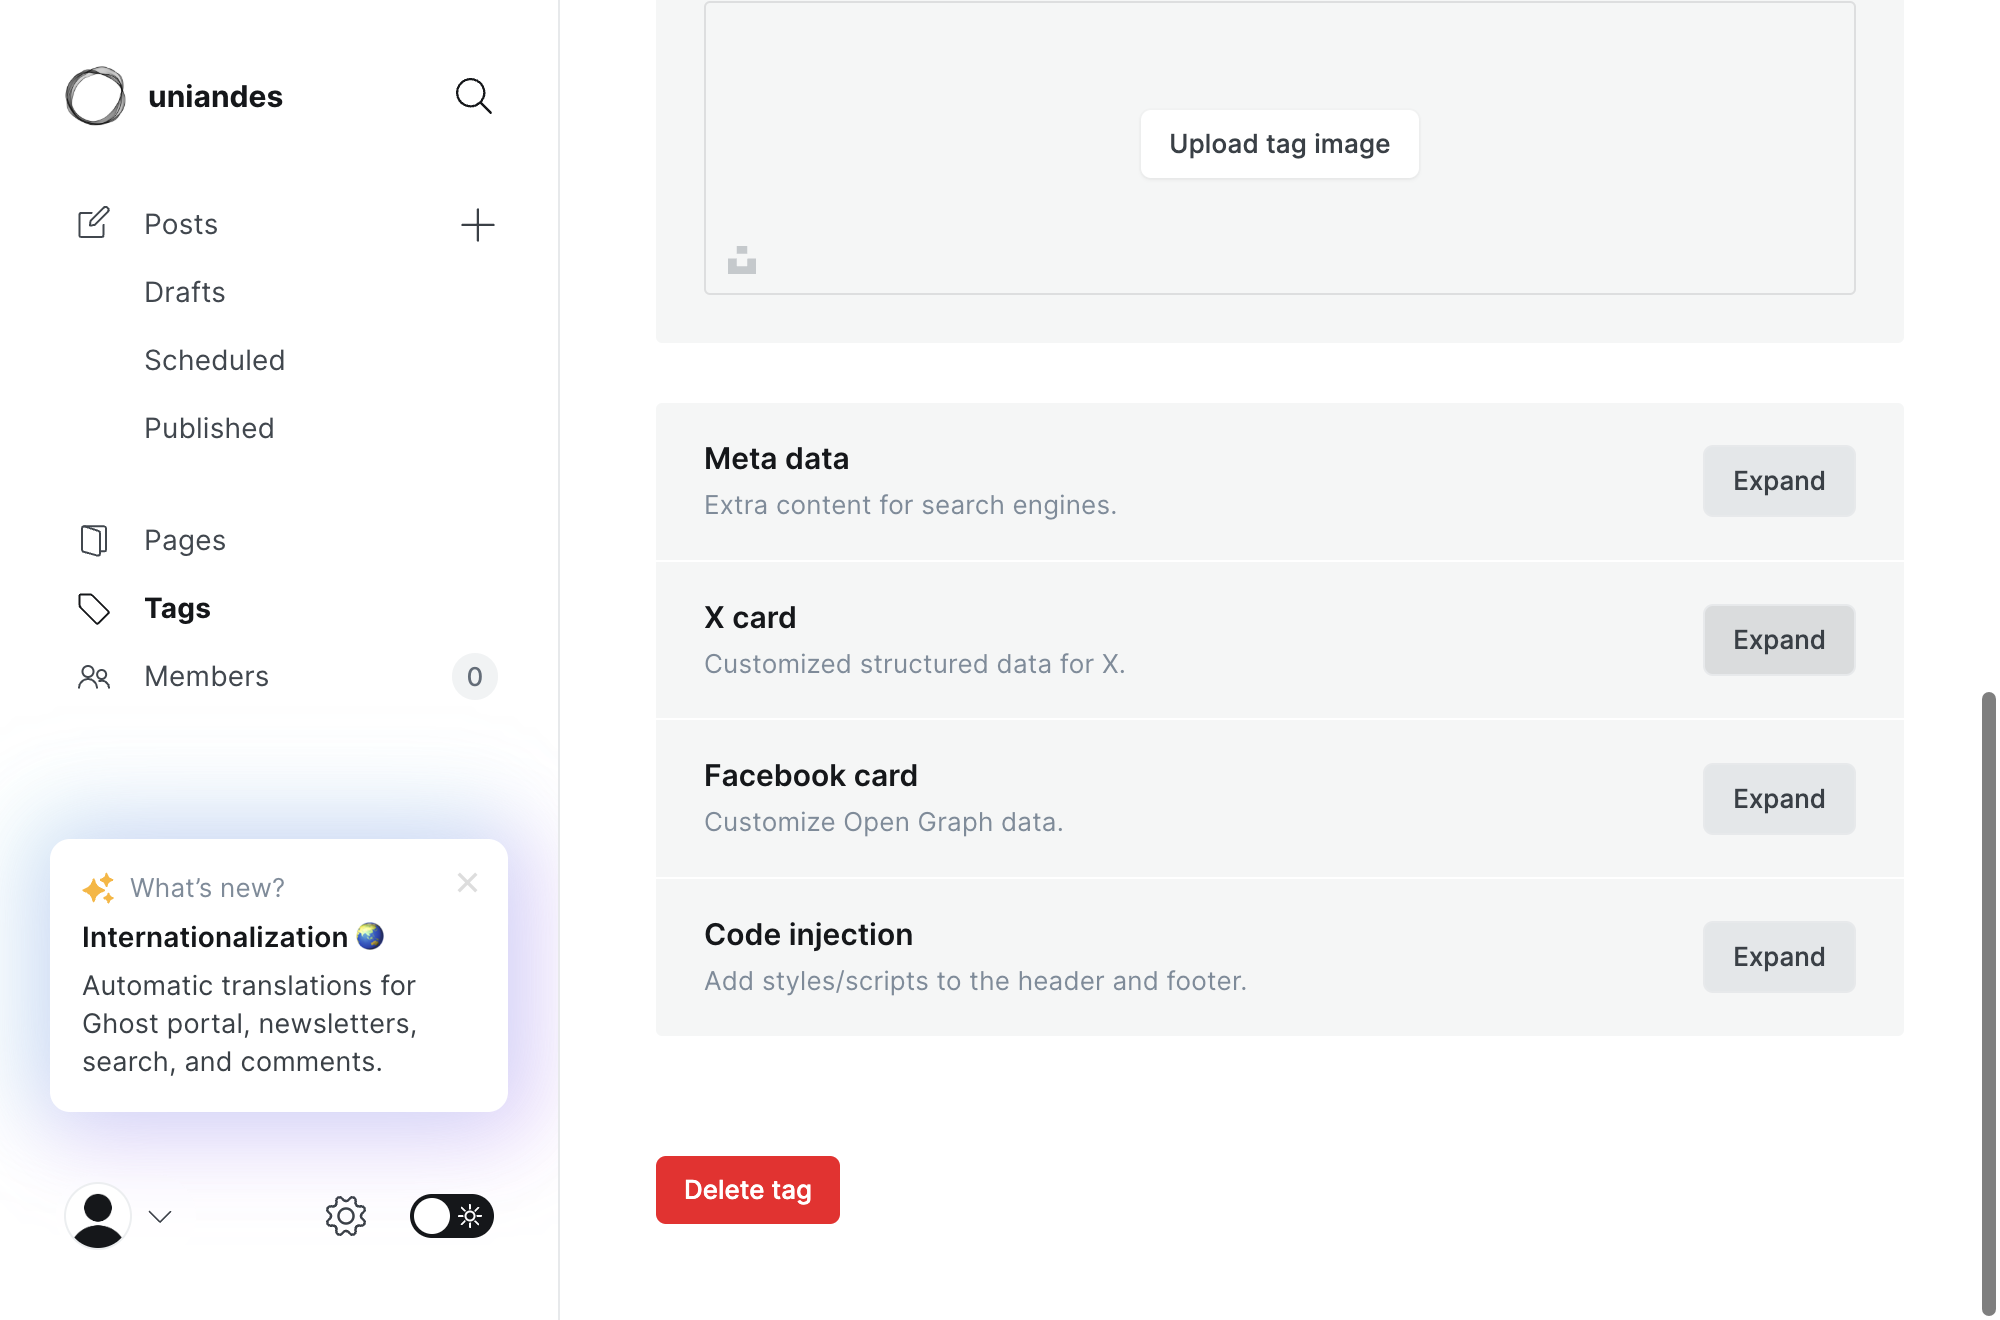 uniandes
Posts
Drafts
Scheduled
Published
Pages
Tags
Members
0
What’s new?
Internationalization
Automatic translations for
Ghost portal, newsletters,
search, and comments.
Upload tag image
Meta data
Extra content for search engines.
Expand
X card
Customized structured data for X.
Expand
Facebook card
Customize Open Graph data.
Expand
Code injection
Add styles/scripts to the header and footer.
Expand
Delete tag